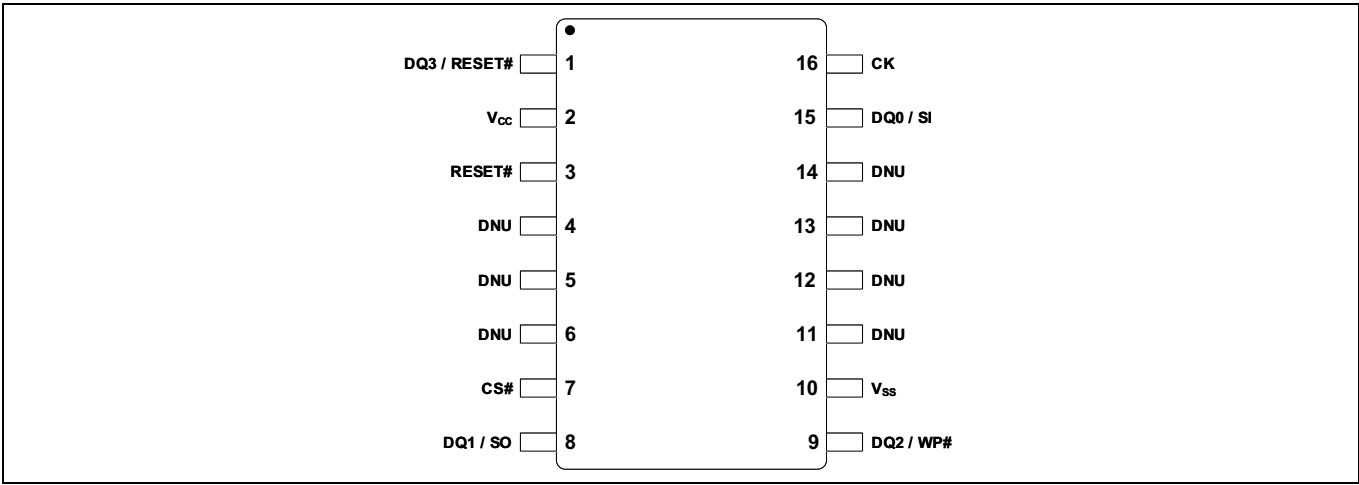 DQ3 / RESET# 1 16 CK
VCC 2 15 DQ0 / SI
RESET# 3 14 DNU
DNU 4 13 DNU
DNU 5 12 DNU
DNU 6 11 DNU
CS# 7 10 VSS
DQ1 / SO 8 9 DQ2 / WP#